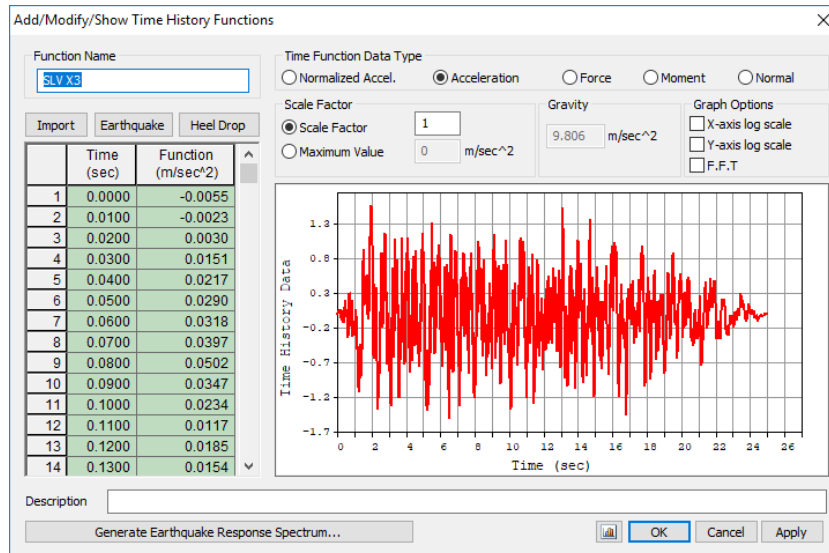 Add/Modify/Show Time History Functions
Function Name
SLV X3
Time Function Data Type
Normalized Accel. Acceleration Force Moment Normal
Import Earthquake Heel Drop
Scale Factor
Scale Factor 1
Maximum Value 0 m/sec^2
Gravity
9.806 m/sec^2
Graph Options
X-axis log scale
Y-axis log scale
F.F.T
Time (sec) Function (m/sec^2)
1 0.0000 -0.0055
2 0.0100 -0.0023
3 0.0200 0.0030
4 0.0300 0.0151
5 0.0400 0.0217
6 0.0500 0.0290
7 0.0600 0.0318
8 0.0700 0.0397
9 0.0800 0.0502
10 0.0900 0.0347
11 0.1000 0.0234
12 0.1100 0.0117
13 0.1200 0.0185
14 0.1300 0.0154
Time History Data
1.3
0.8
0.3
-0.2
-0.7
-1.2
-1.7
0 2 4 6 8 10 12 14 16 18 20 22 24 26
Time (sec)
Description
Generate Earthquake Response Spectrum... OK Cancel Apply